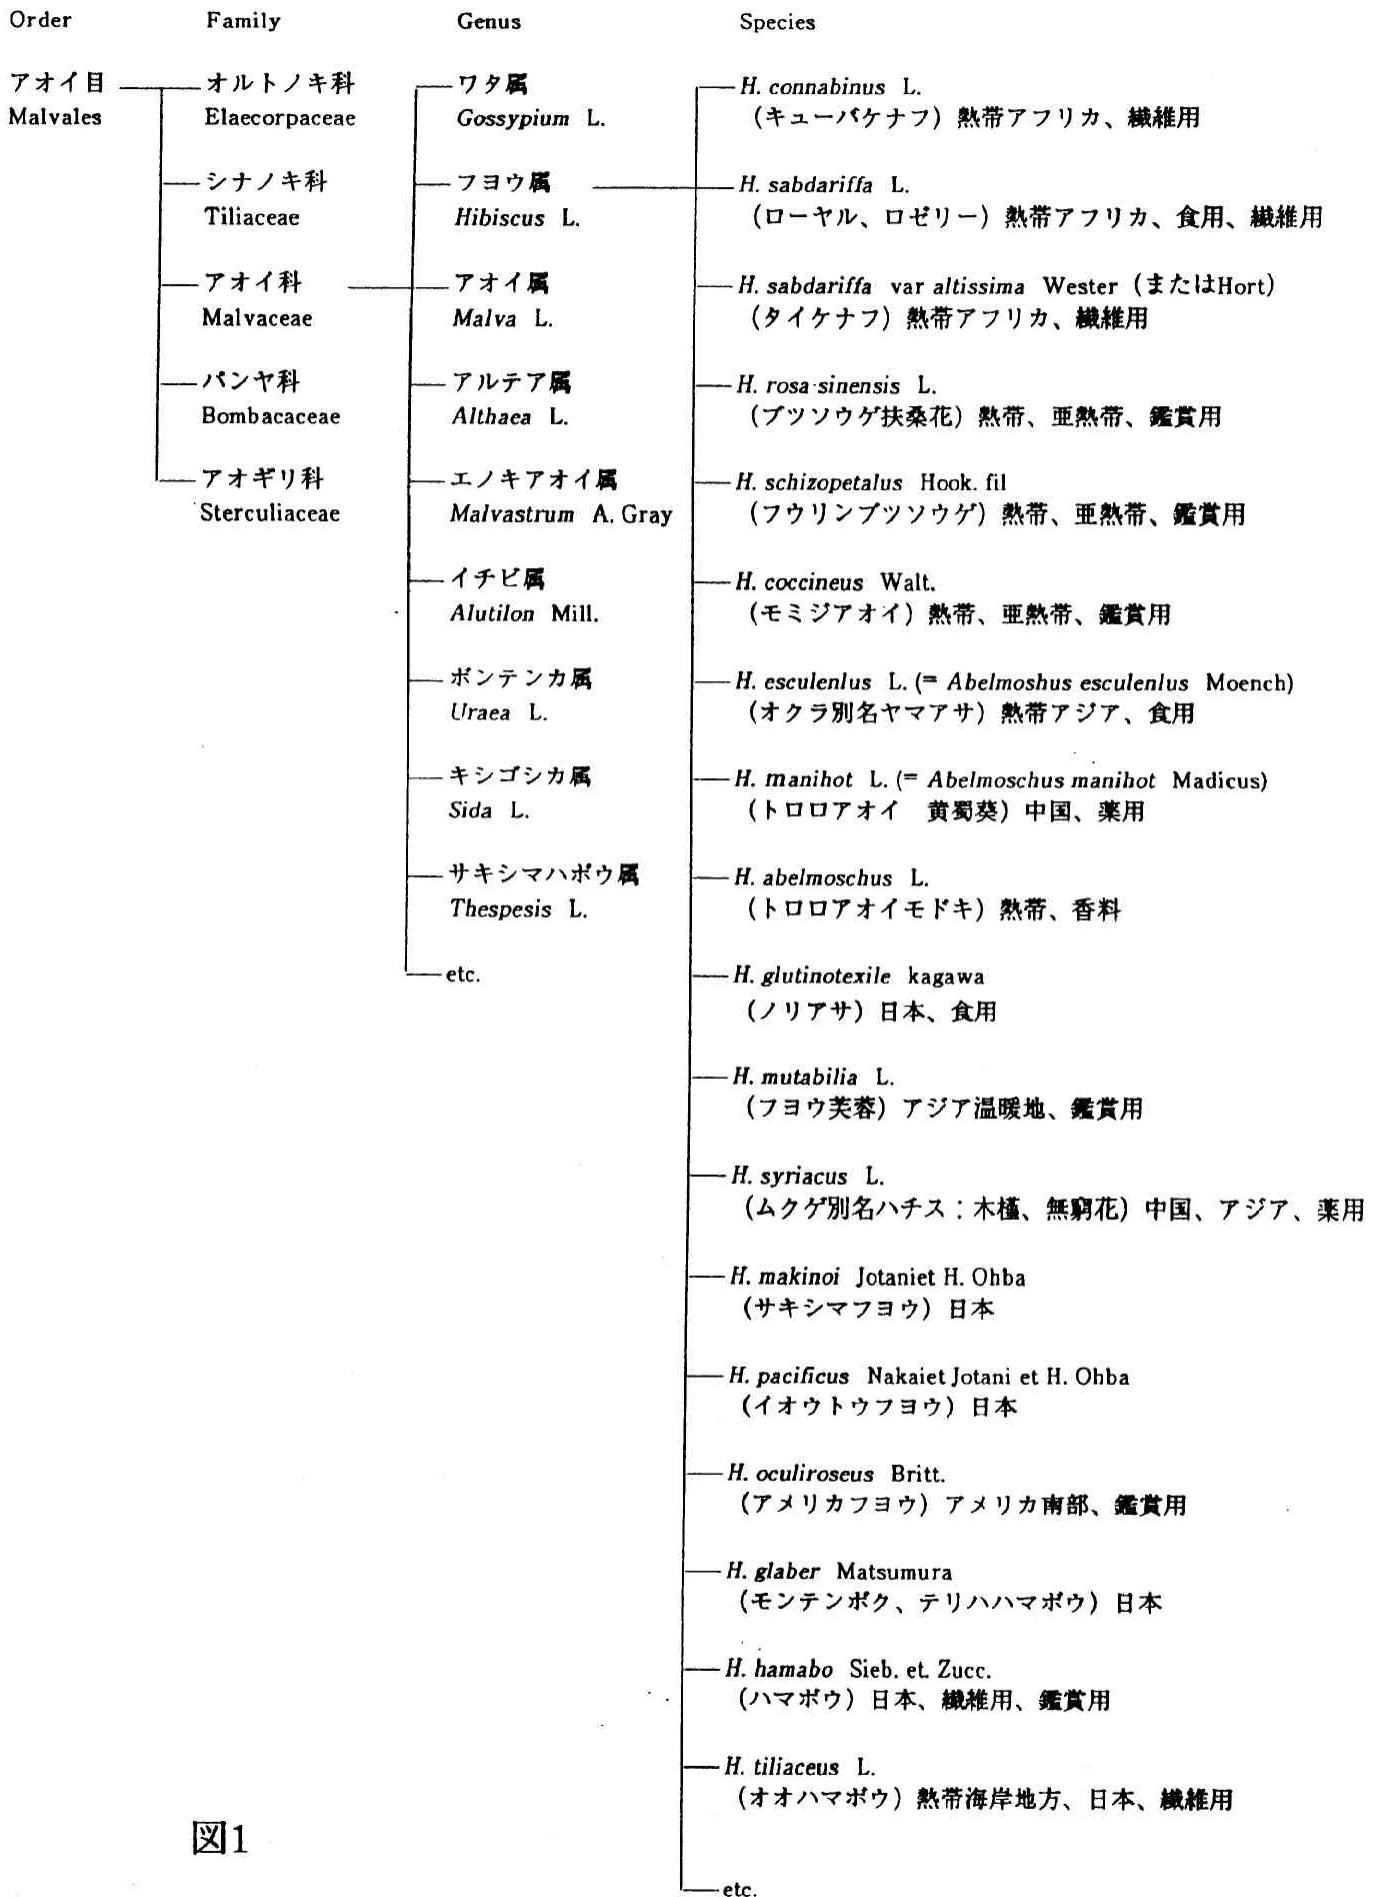 Order Family Genus Species
アオイ目
Malvales
オルトノキ科
Elaecorpaceae
シナノキ科
Tiliaceae
アオイ科
Malvaceae
パンヤ科
Bombacaceae
アオギリ科
Sterculiaceae
ワタ属
Gossypium L.
フヨウ属
Hibiscus L.
アオイ属
Malva L.
アルテア属
Althaea L.
エノキアオイ属
Malvastrum A. Gray
イチビ属
Alutilon Mill.
ボンテンカ属
Uraea L.
キシゴシカ属
Sida L.
サキシマハボウ属
Thespesis L.
etc.
H. connabinus L.
(キューバケナフ) 熱帯アフリカ、繊維用
H. sabdariffa L.
(ローヤル、ロゼリー) 熱帯アフリカ、食用、繊維用
H. sabdariffa var altissima Wester (またはHort)
(タイケナフ) 熱帯アフリカ、繊維用
H. rosa-sinensis L.
(ブツソウゲ扶桑花) 熱帯、亜熱帯、鑑賞用
H. schizopetalus Hook. fil
(フウリンブツソウゲ) 熱帯、亜熱帯、鑑賞用
H. coccineus Walt.
(モミジアオイ) 熱帯、亜熱帯、鑑賞用
H. esculenlus L. (= Abelmoshus esculenlus Moench)
(オクラ別名ヤマアサ) 熱帯アジア、食用
H. manihot L. (= Abelmoschus manihot Madicus)
(トロロアオイ 黄蜀葵) 中国、薬用
H. abelmoschus L.
(トロロアオイモドキ) 熱帯、香料
H. glutinotexile kagawa
(ノリアサ) 日本、食用
H. mutabilia L.
(フヨウ芙蓉) アジア温暖地、鑑賞用
H. syriacus L.
(ムクゲ別名ハチス：木槿、無窮花) 中国、アジア、薬用
H. makinoi Jotaniet H. Ohba
(サキシマフヨウ) 日本
H. pacificus Nakaiet Jotani et H. Ohba
(イオウトウフヨウ) 日本
H. oculiroseus Britt.
(アメリカフヨウ) アメリカ南部、鑑賞用
H. glaber Matsumura
(モンテンボク、テリハハマボウ) 日本
H. hamabo Sieb. et. Zucc.
(ハマボウ) 日本、繊維用、鑑賞用
H. tiliaceus L.
(オオハマボウ) 熱帯海岸地方、日本、繊維用
etc.
図1